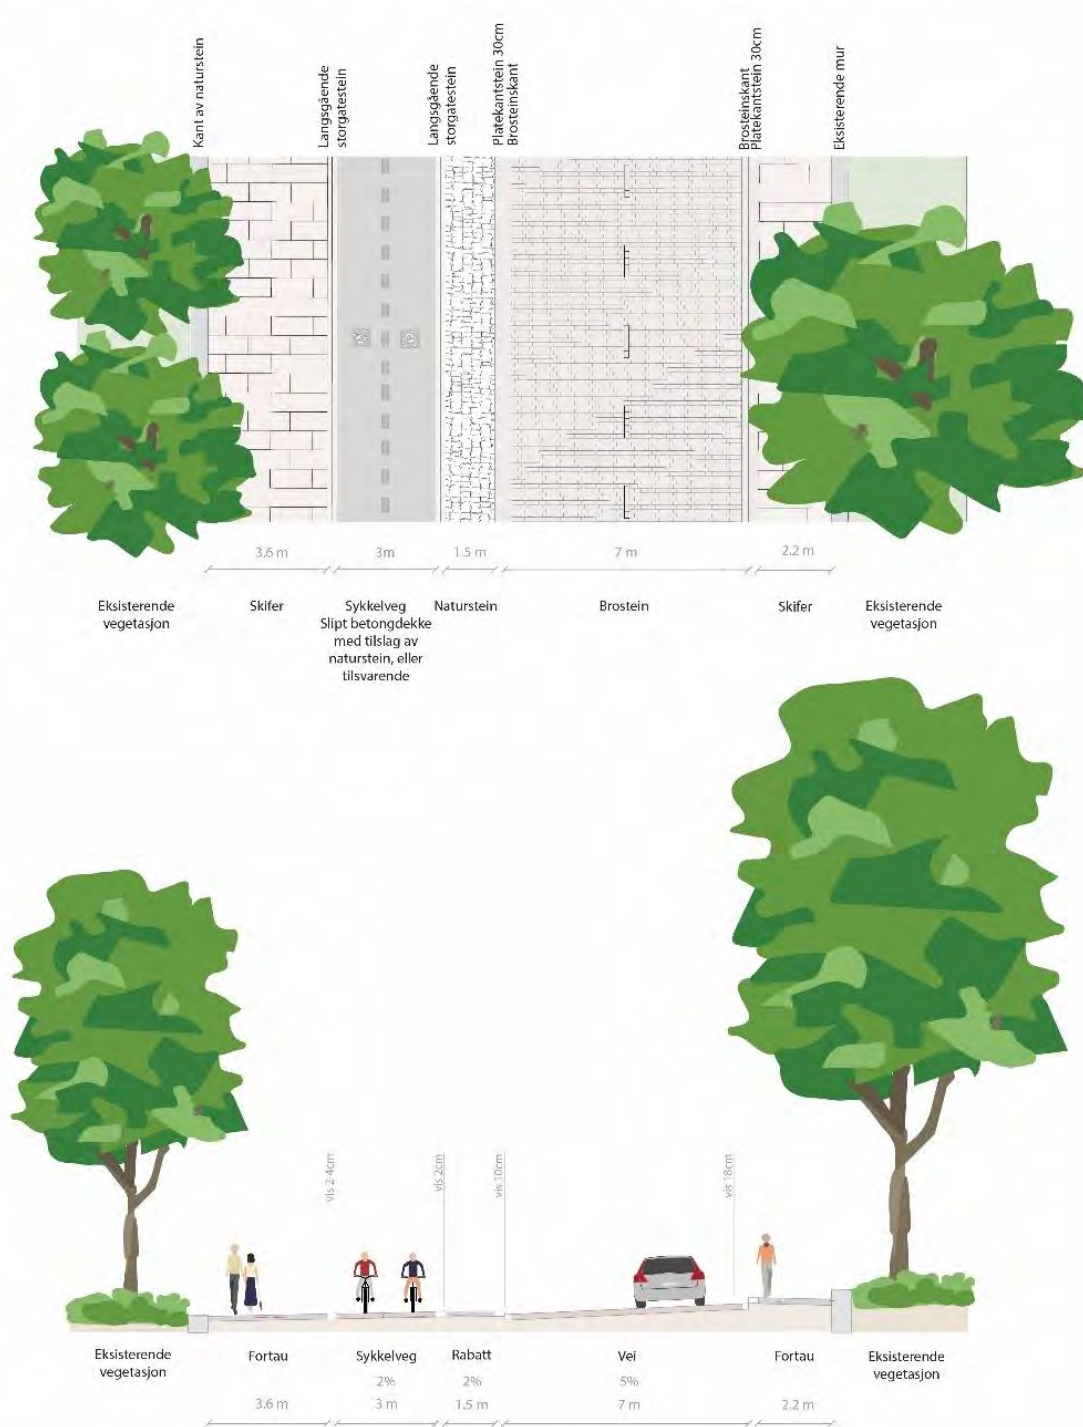 Kant av naturstein
Langsgående
storgatestein
Langsgående
storgatestein
Platekantstein 30cm
Brosteinskant
Brosteinskant
Platekantstein 30cm
Eksisterende mur
3.6 m
3m
1.5 m
7 m
2.2 m
Eksisterende
vegetasjon
Skifer
Sykkelveg
Slipt betongdekke
med tilslag av
naturstein, eller
tilsvarende
Naturstein
Brostein
Skifer
Eksisterende
vegetasjon
vis 2-4cm
vis 2cm
vis 10cm
vis 18cm
Eksisterende
vegetasjon
Fortau
Sykkelveg
Rabatt
Vei
Fortau
Eksisterende
vegetasjon
2%
2%
5%
3.6 m
3 m
1.5 m
7 m
2.2 m